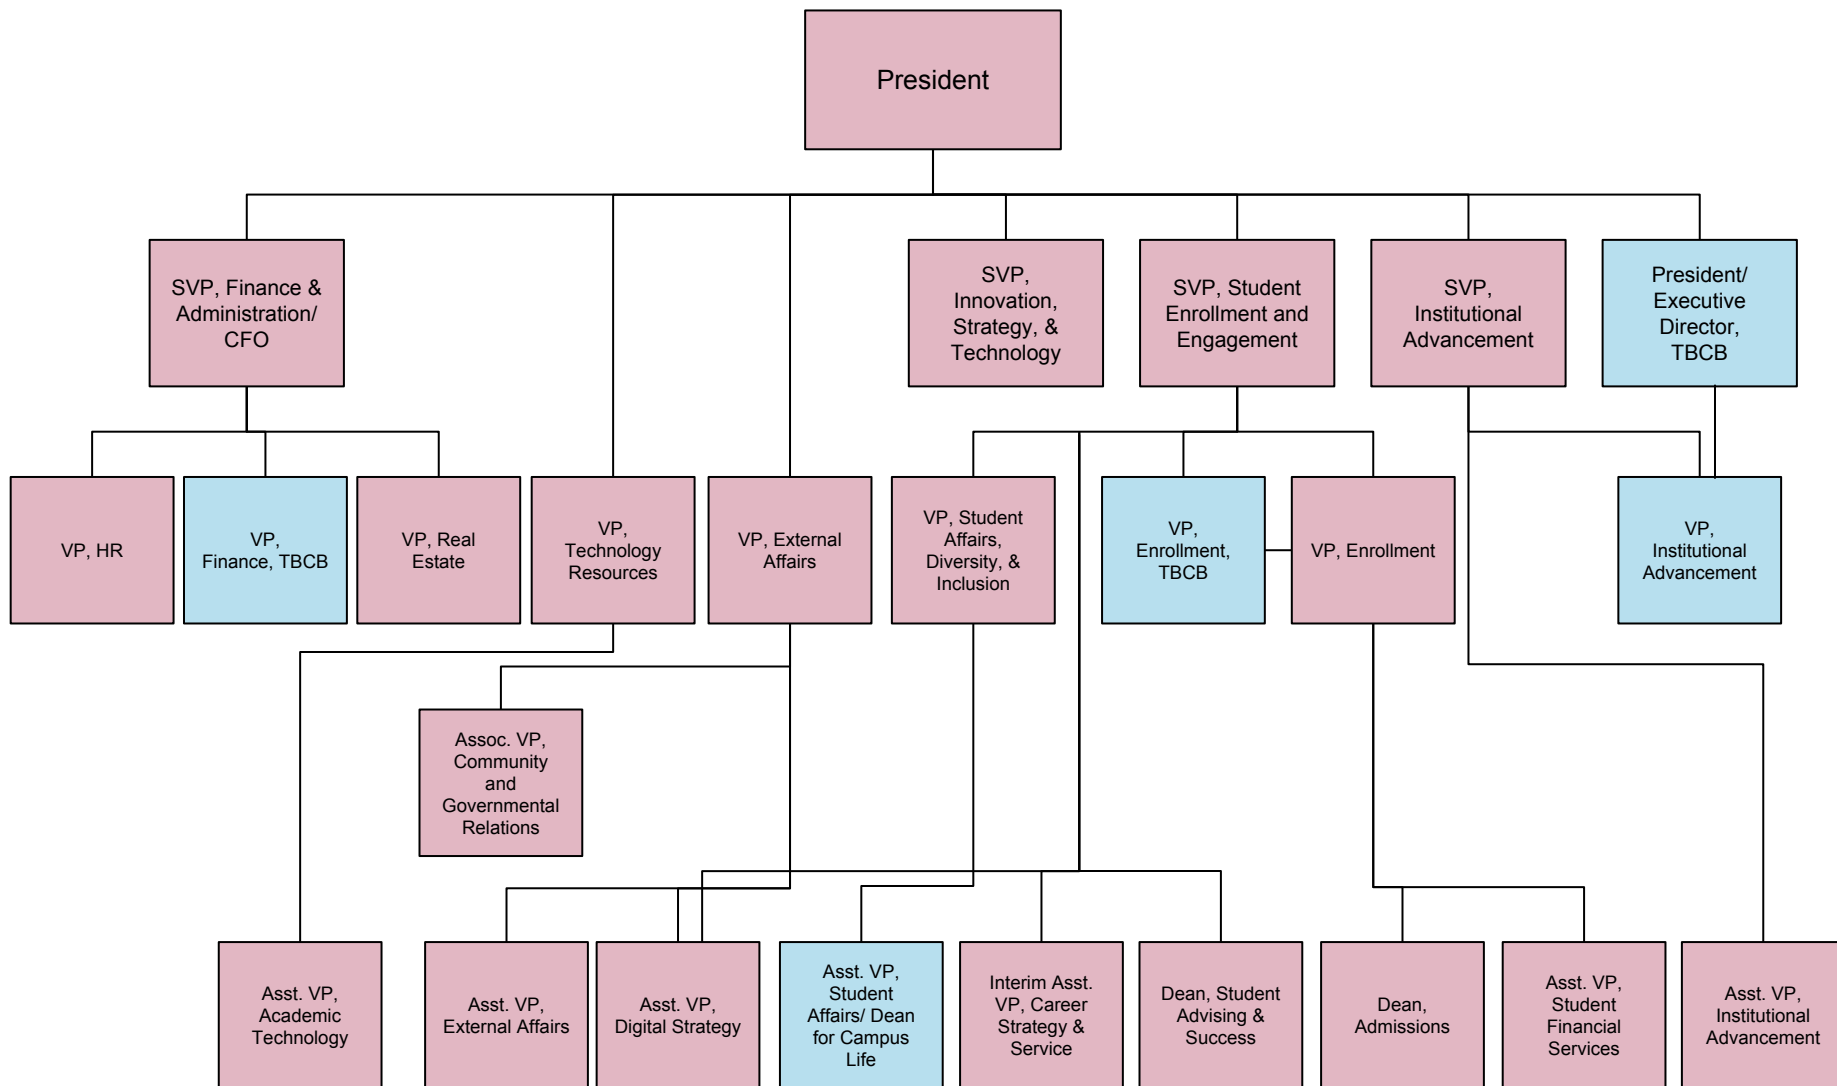 President
SVP, Finance &
Administration/
CFO
SVP,
Innovation,
Strategy, &
Technology
SVP, Student
Enrollment and
Engagement
SVP,
Institutional
Advancement
President/
Executive
Director,
TBCB
VP, HR
VP,
Finance, TBCB
VP, Real
Estate
VP,
Technology
Resources
VP, External
Affairs
VP, Student
Affairs,
Diversity, &
Inclusion
VP,
Enrollment,
TBCB
VP, Enrollment
VP,
Institutional
Advancement
Assoc. VP,
Community
and
Governmental
Relations
Asst. VP,
Academic
Technology
Asst. VP,
External Affairs
Asst. VP,
Digital Strategy
Asst. VP,
Student
Affairs/ Dean
for Campus
Life
Interim Asst.
VP, Career
Strategy &
Service
Dean, Student
Advising &
Success
Dean,
Admissions
Asst. VP,
Student
Financial
Services
Asst. VP,
Institutional
Advancement